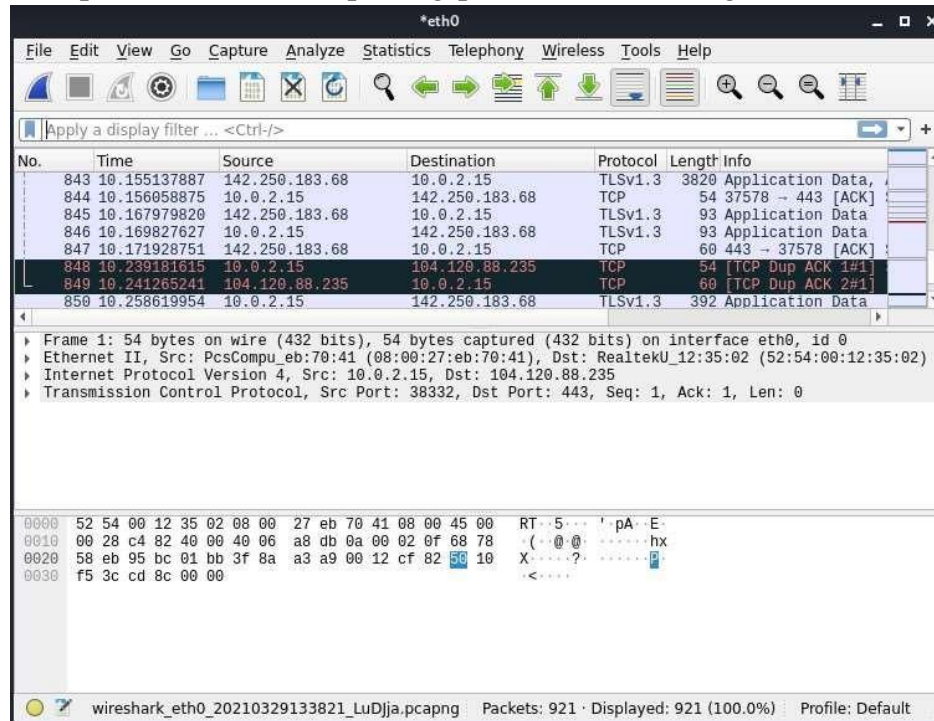 *eth0
File Edit View Go Capture Analyze Statistics Telephony Wireless Tools Help
Apply a display filter ... <Ctrl-/>
No. Time Source Destination Protocol Length Info
843 10.155137887 142.250.183.68 10.0.2.15 TLSv1.3 3820 Application Data,
844 10.156058875 10.0.2.15 142.250.183.68 TCP 54 37578 → 443 [ACK]
845 10.167979820 142.250.183.68 10.0.2.15 TLSv1.3 93 Application Data
846 10.169827627 142.250.183.68 10.0.2.15 TLSv1.3 93 Application Data
847 10.171928751 142.250.183.68 10.0.2.15 TCP 60 443 → 37578 [ACK]
848 10.239181615 10.0.2.15 104.120.88.235 TCP 54 [TCP Dup ACK 1#1]
849 10.241265241 104.120.88.235 10.0.2.15 TCP 60 [TCP Dup ACK 2#1]
850 10.258619954 10.0.2.15 142.250.183.68 TLSv1.3 392 Application Data
Frame 1: 54 bytes on wire (432 bits), 54 bytes captured (432 bits) on interface eth0, id 0
Ethernet II, Src: PcsCompu_eb:70:41 (08:00:27:eb:70:41), Dst: RealtekU_12:35:02 (52:54:00:12:35:02)
Internet Protocol Version 4, Src: 10.0.2.15, Dst: 104.120.88.235
Transmission Control Protocol, Src Port: 38332, Dst Port: 443, Seq: 1, Ack: 1, Len: 0
0000 52 54 00 12 35 02 08 00 27 eb 70 41 08 00 45 00 RT··5··· '·pA··E·
0010 00 28 c4 82 40 00 40 06 a8 db 0a 00 02 0f 68 78 ·(··@·@· ······hx
0020 58 eb 95 bc 01 bb 3f 8a a3 a9 00 12 cf 82 50 10 X·····?· ······P·
0030 f5 3c cd 8c 00 00 ·<····
wireshark_eth0_20210329133821_LuDJja.pcapng Packets: 921 · Displayed: 921 (100.0%) Profile: Default